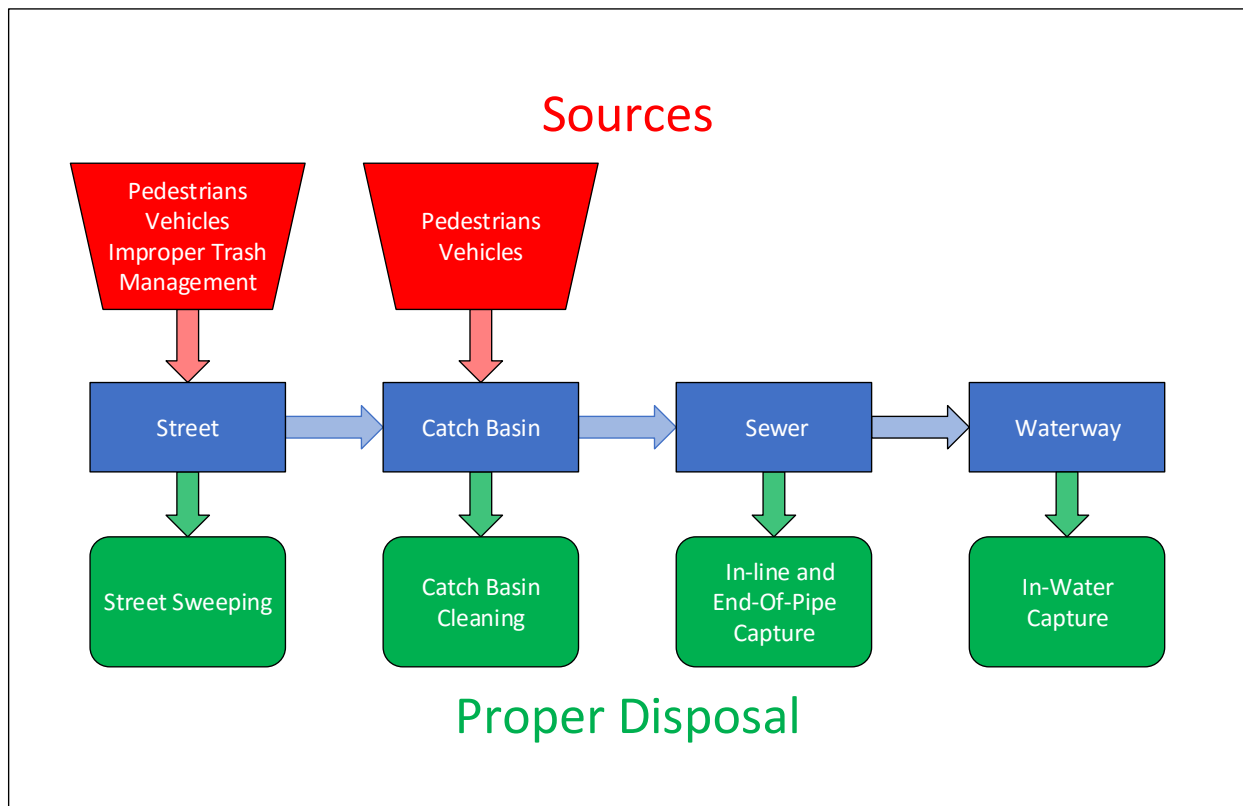 Sources
Pedestrians
Vehicles
Improper Trash
Management
Pedestrians
Vehicles
Street
Catch Basin
Sewer
Waterway
Street Sweeping
Catch Basin
Cleaning
In-line and
End-Of-Pipe
Capture
In-Water
Capture
Proper Disposal